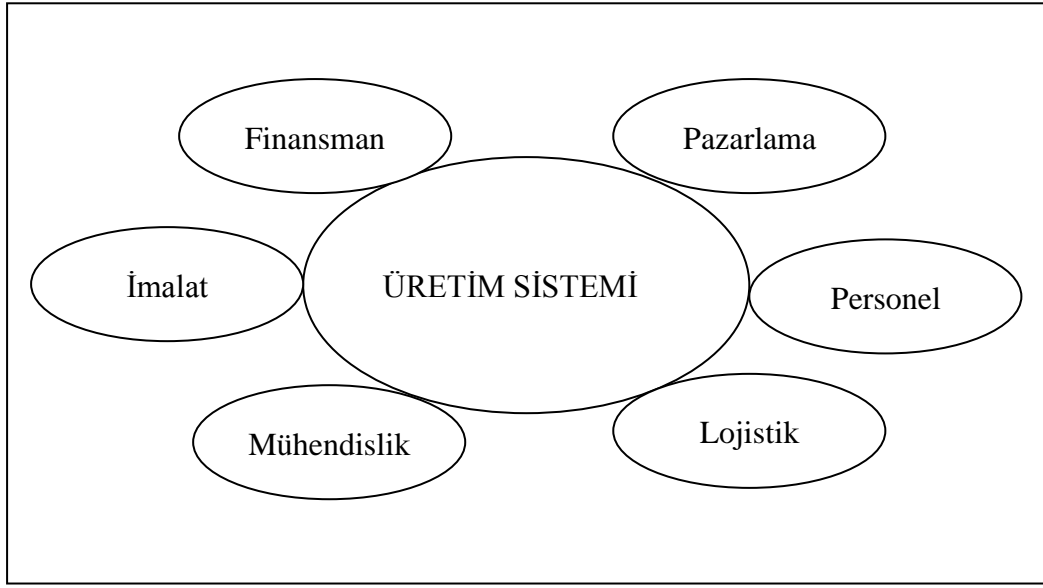 Finansman
Pazarlama
İmalat
ÜRETİM SİSTEMİ
Personel
Mühendislik
Lojistik